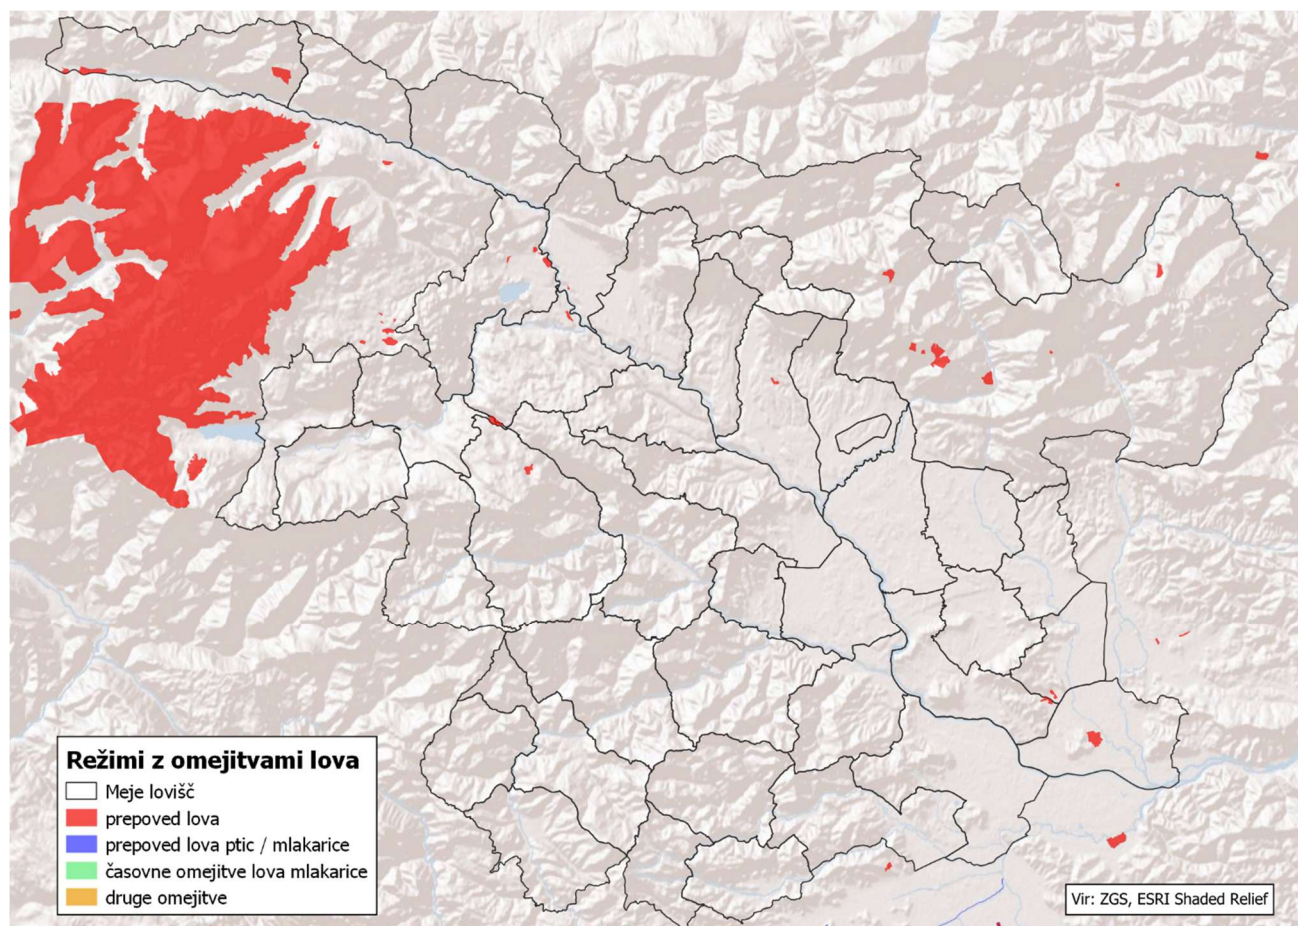 Režimi z omejitvami lova
Meje lovišč
prepoved lova
prepoved lova ptic / mlakarice
časovne omejitve lova mlakarice
druge omejitve
Vir: ZGS, ESRI Shaded Relief